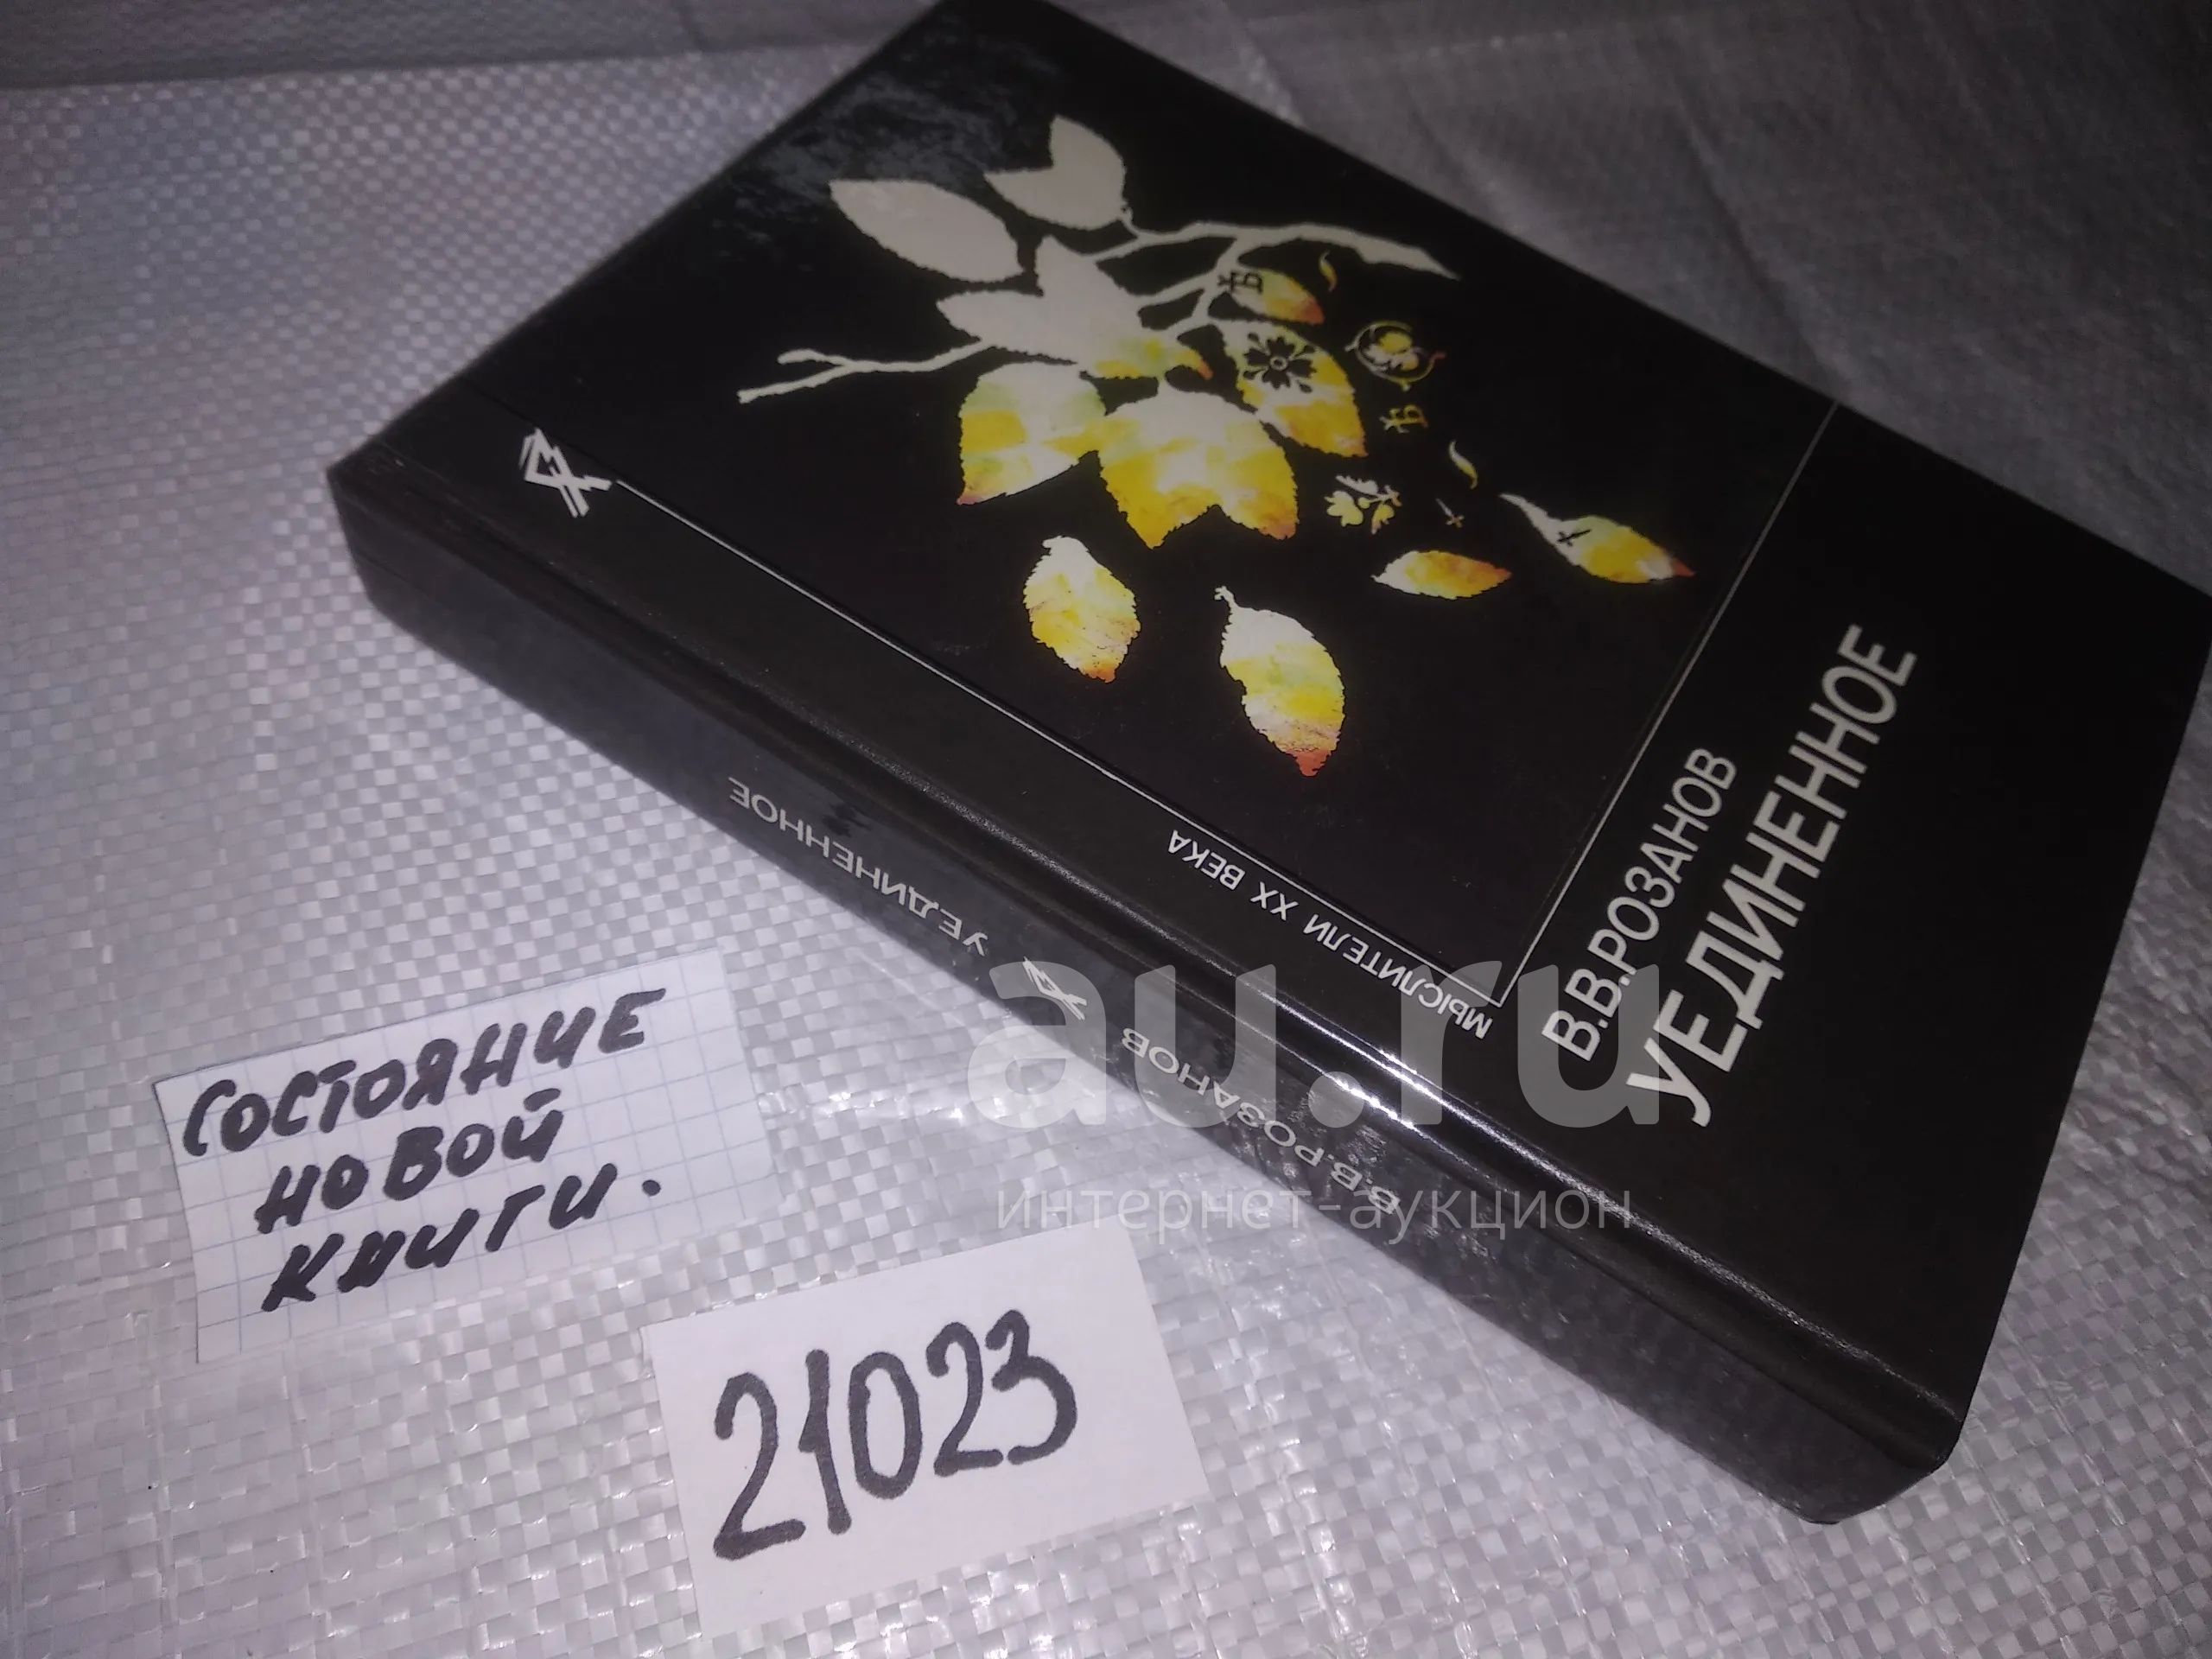 В.В.РОЗАНОВ
УЕДИНЕННОЕ
МЫСЛИТЕЛИ XX ВЕКА
В.В.РОЗАНОВ УЕДИНЕННОЕ
au.ru
интернет-аукцион
СОСТОЯНИЕ
НОВОЙ
КНИГИ.
21023